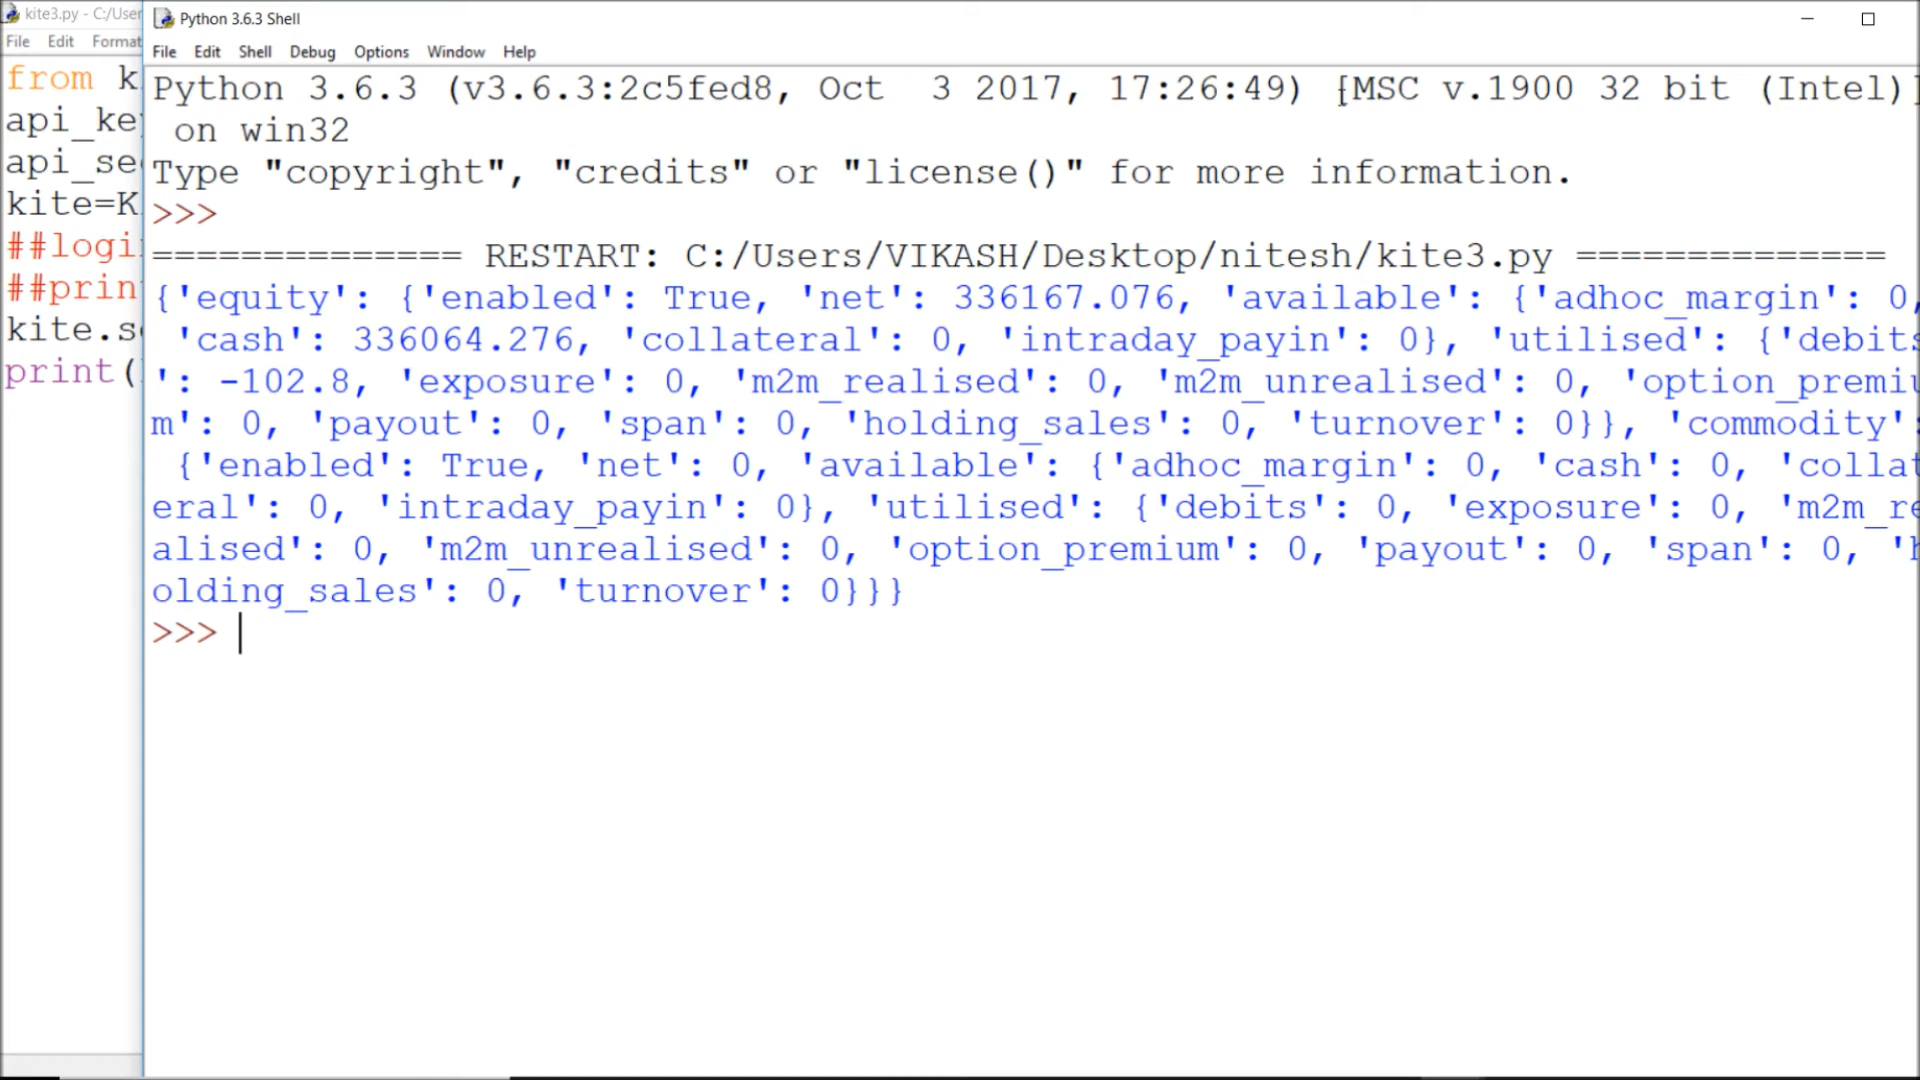 kite3.py - C:/User
File Edit Format
from k
api_ke
api_se
kite=K
##logi
##prin
kite.s
print(
Python 3.6.3 Shell
File Edit Shell Debug Options Window Help
Python 3.6.3 (v3.6.3:2c5fed8, Oct  3 2017, 17:26:49) [MSC v.1900 32 bit (Intel)]
on win32
Type "copyright", "credits" or "license()" for more information.
>>>
============== RESTART: C:/Users/VIKASH/Desktop/nitesh/kite3.py ==============
{'equity': {'enabled': True, 'net': 336167.076, 'available': {'adhoc_margin': 0,
'cash': 336064.276, 'collateral': 0, 'intraday_payin': 0}, 'utilised': {'debits
': -102.8, 'exposure': 0, 'm2m_realised': 0, 'm2m_unrealised': 0, 'option_premiu
m': 0, 'payout': 0, 'span': 0, 'holding_sales': 0, 'turnover': 0}}, 'commodity':
{'enabled': True, 'net': 0, 'available': {'adhoc_margin': 0, 'cash': 0, 'collat
eral': 0, 'intraday_payin': 0}, 'utilised': {'debits': 0, 'exposure': 0, 'm2m_re
alised': 0, 'm2m_unrealised': 0, 'option_premium': 0, 'payout': 0, 'span': 0, 'h
olding_sales': 0, 'turnover': 0}}}
>>>